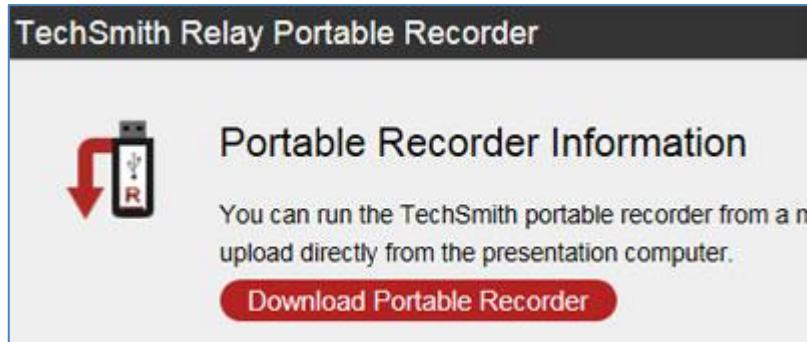 TechSmith Relay Portable Recorder
Portable Recorder Information
R
You can run the TechSmith portable recorder from a
upload directly from the presentation computer.
Download Portable Recorder